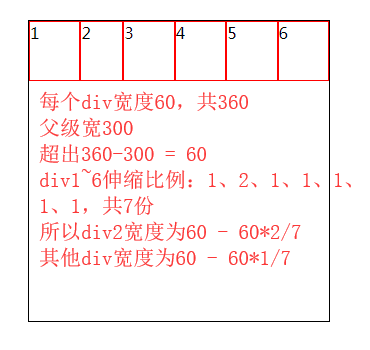 1 2 3 4 5 6
每个div宽度60，共360
父级宽300
超出360-300 = 60
div1~6伸缩比例：1、2、1、1、1、
1、1，共7份
所以div2宽度为60 - 60*2/7
其他div宽度为60 - 60*1/7